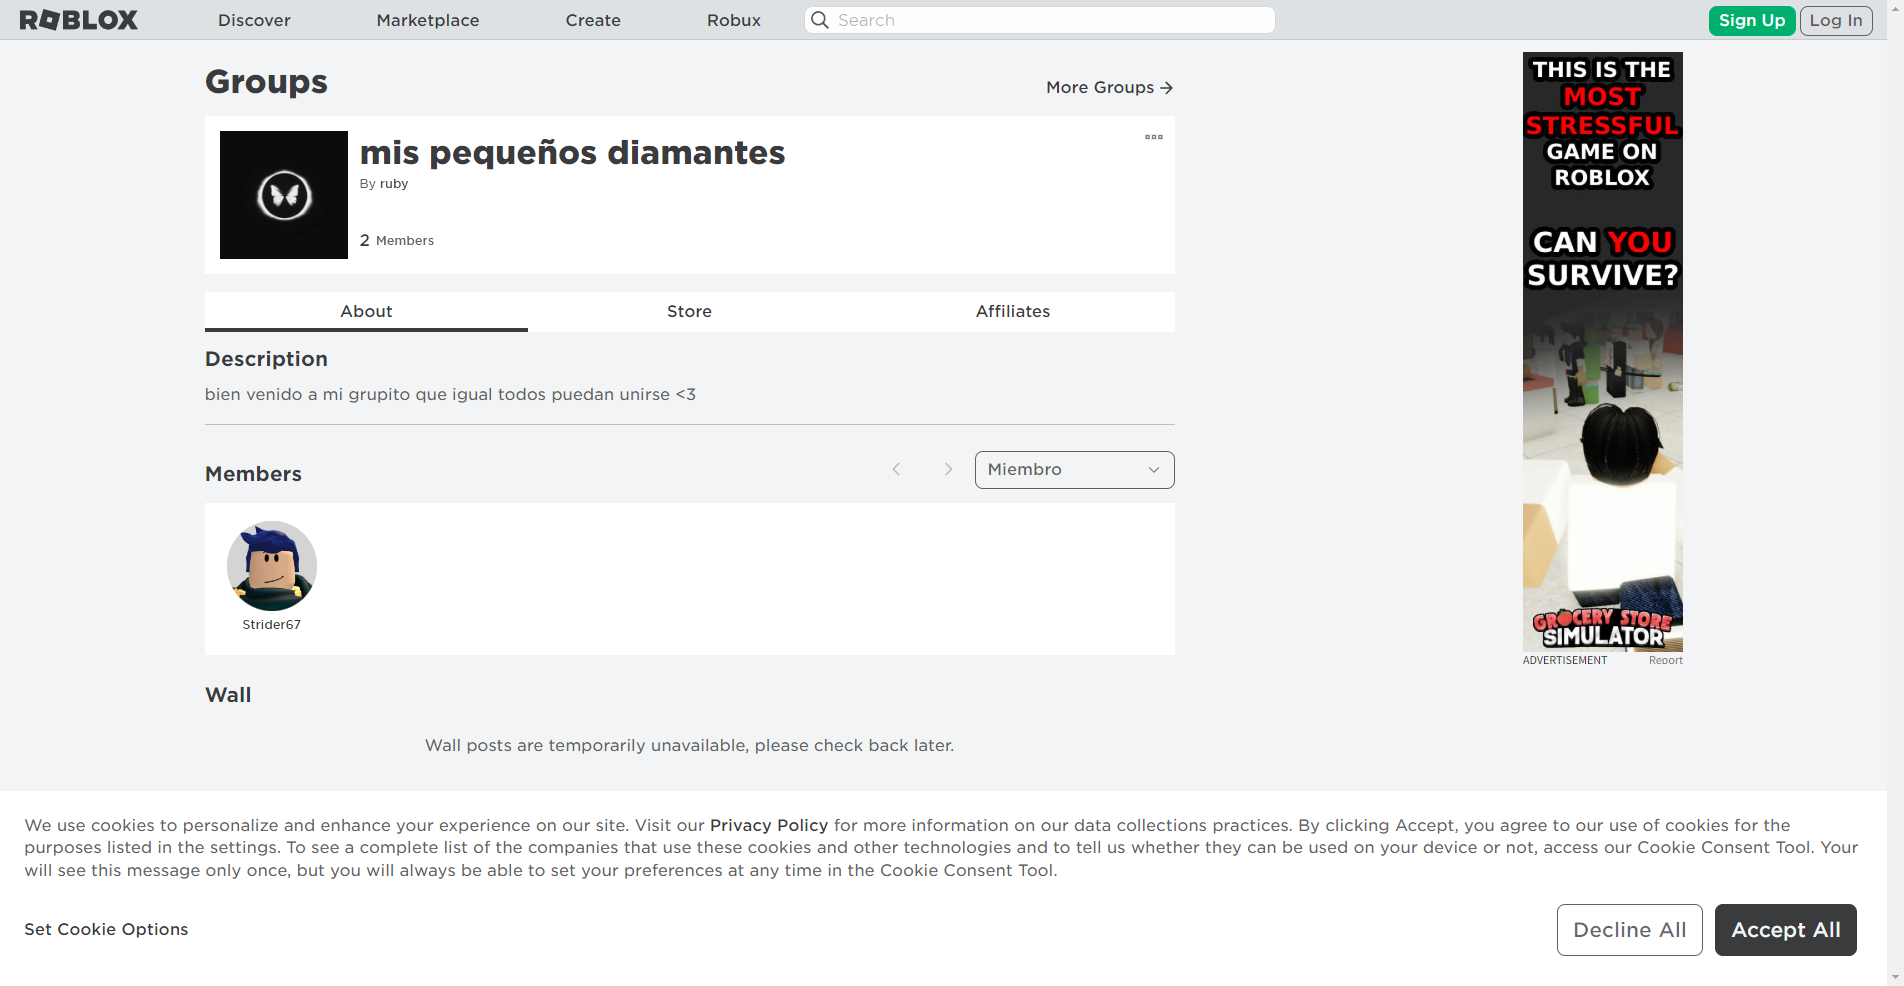 ROBLOX
Discover
Marketplace
Create
Robux
Search
Sign Up
Log In
Groups
More Groups
mis pequeños diamantes
By ruby
2 Members
About
Store
Affiliates
Description
bien venido a mi grupito que igual todos puedan unirse <3
Members
Miembro
Strider67
Wall
Wall posts are temporarily unavailable, please check back later.
THIS IS THE
MOST
STRESSFUL
GAME ON
ROBLOX
CAN YOU
SURVIVE?
GROCERY STORE
SIMULATOR
ADVERTISEMENT
Report
We use cookies to personalize and enhance your experience on our site. Visit our Privacy Policy for more information on our data collections practices. By clicking Accept, you agree to our use of cookies for the
purposes listed in the settings. To see a complete list of the companies that use these cookies and other technologies and to tell us whether they can be used on your device or not, access our Cookie Consent Tool. Your
will see this message only once, but you will always be able to set your preferences at any time in the Cookie Consent Tool.
Set Cookie Options
Decline All
Accept All